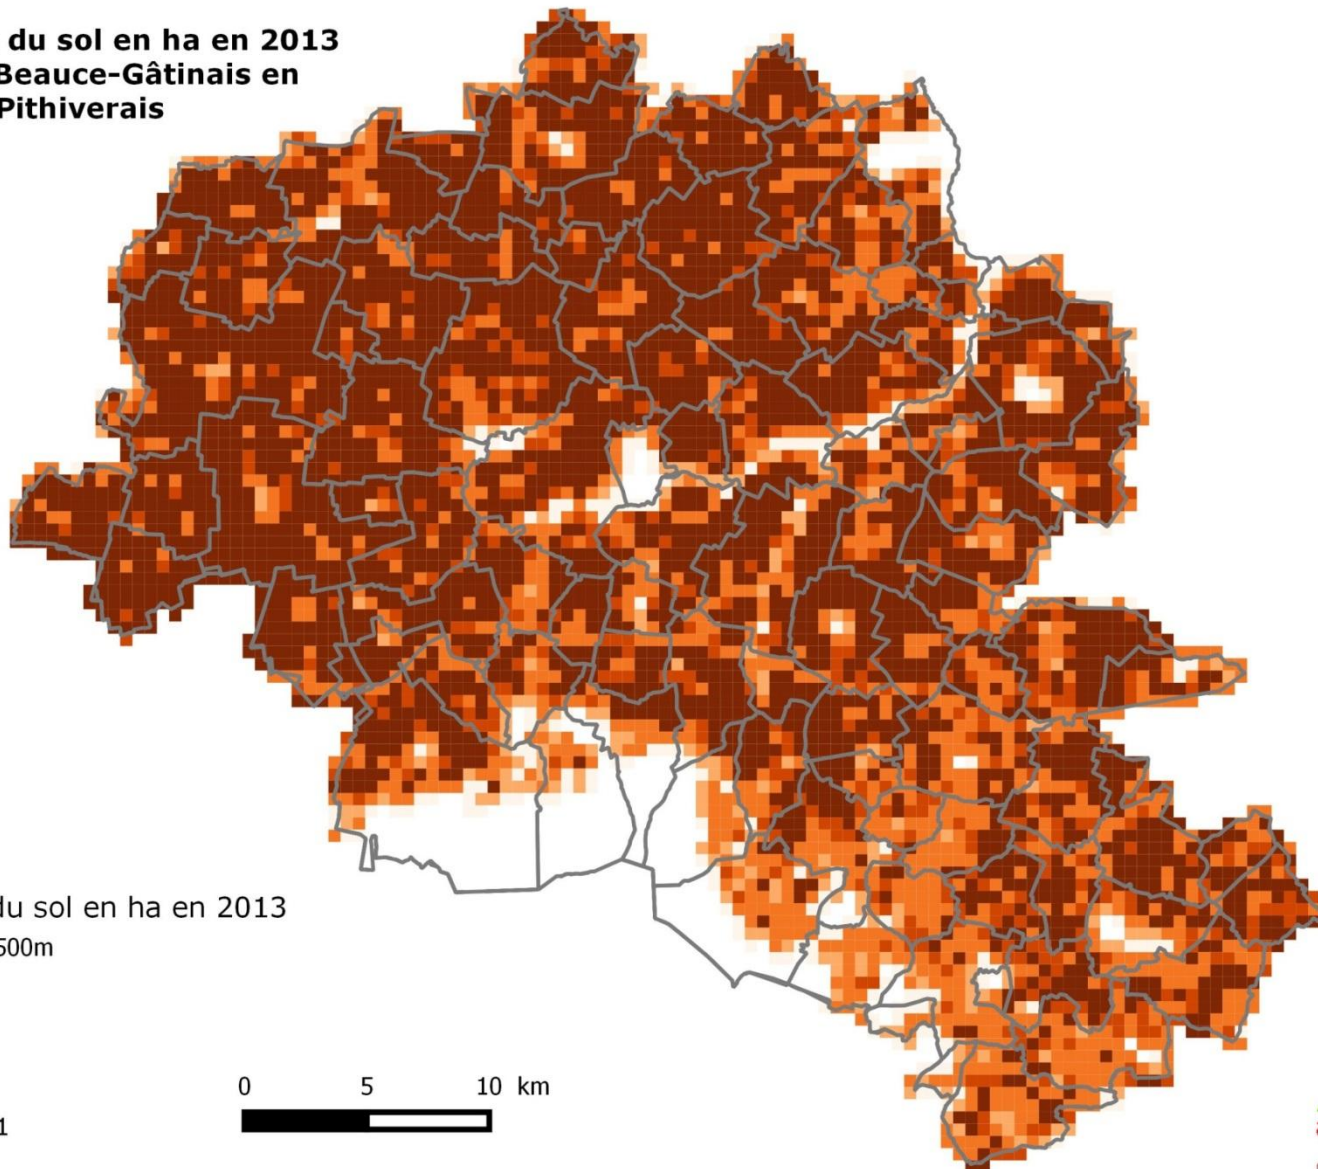 du sol en ha en 2013
Beauce-Gâtinais en
Pithiverais
du sol en ha en 2013
500m
0 5 10 km
1